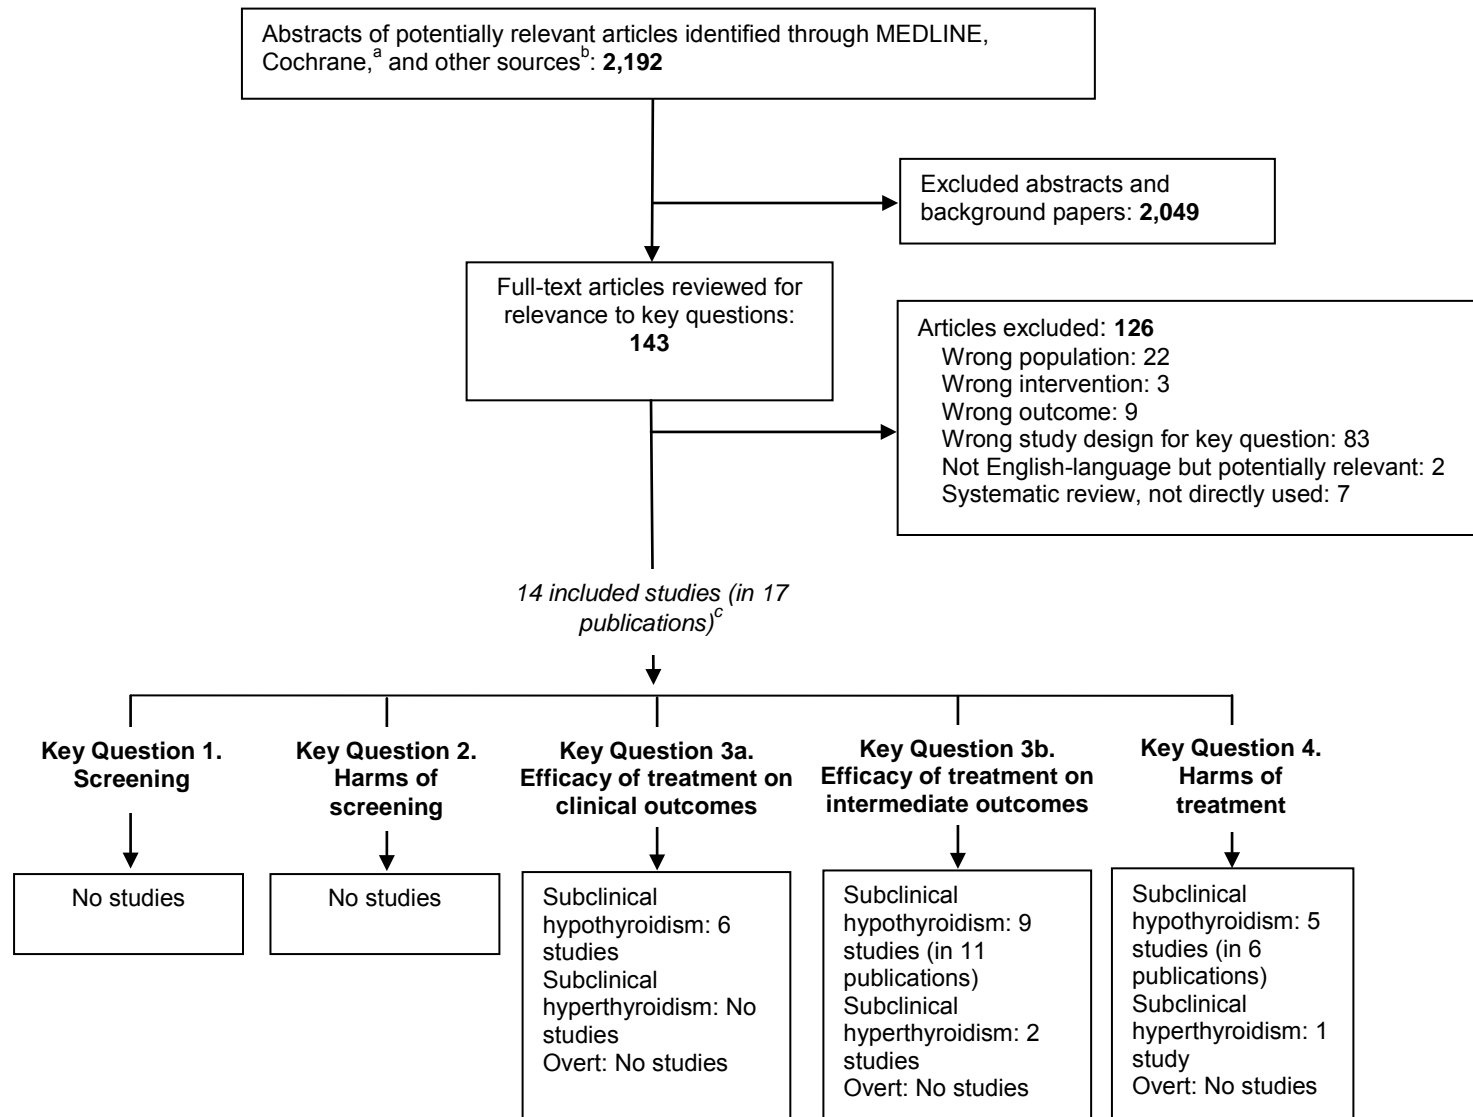 Abstracts of potentially relevant articles identified through MEDLINE,
Cochrane,a and other sourcesb: 2,192
Excluded abstracts and
background papers: 2,049
Full-text articles reviewed for
relevance to key questions:
143
Articles excluded: 126
Wrong population: 22
Wrong intervention: 3
Wrong outcome: 9
Wrong study design for key question: 83
Not English-language but potentially relevant: 2
Systematic review, not directly used: 7
14 included studies (in 17
publications)c
Key Question 1.
Screening
Key Question 2.
Harms of
screening
Key Question 3a.
Efficacy of treatment on
clinical outcomes
Key Question 3b.
Efficacy of treatment on
intermediate outcomes
Key Question 4.
Harms of
treatment
No studies
No studies
Subclinical
hypothyroidism: 6
studies
Subclinical
hyperthyroidism: No
studies
Overt: No studies
Subclinical
hypothyroidism: 9
studies (in 11
publications)
Subclinical
hyperthyroidism: 2
studies
Overt: No studies
Subclinical
hypothyroidism: 5
studies (in 6
publications)
Subclinical
hyperthyroidism: 1
study
Overt: No studies